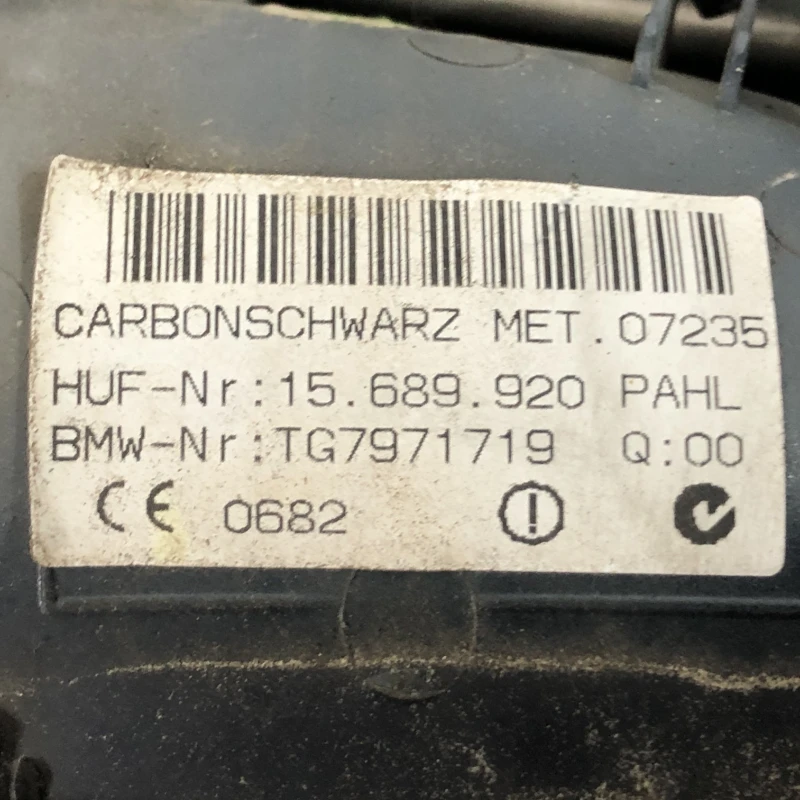 CARBONSCHWARZ MET.07235
HUF-Nr:15.689.920 PAHL
BMW-Nr:TG7971719 Q:00
CE 0682